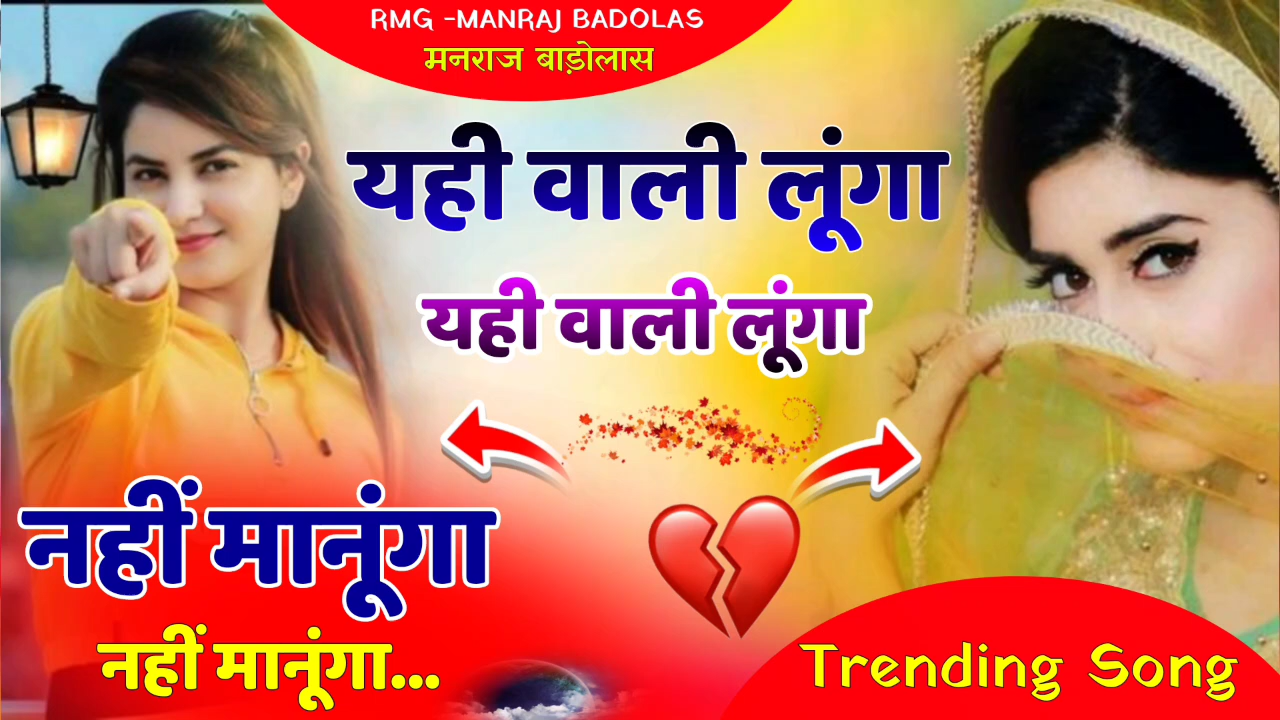 RMG -MANRAJ BADOLAS
मनराज बाड़ोलास
यही वाली लूंगा
यही वाली लूंगा
नहीं मानूंगा
नहीं मानूंगा...
Trending Song